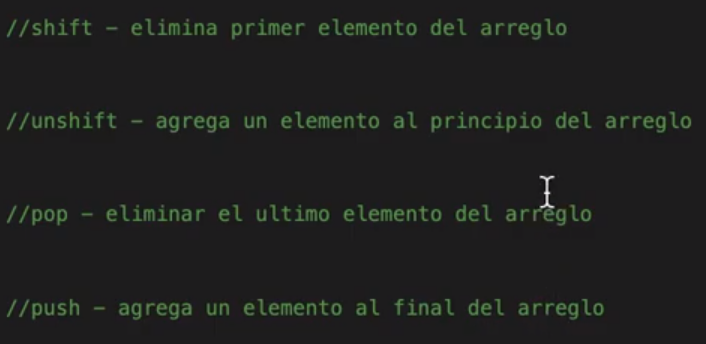 //shift – elimina primer elemento del arreglo
//unshift – agrega un elemento al principio del arreglo
//pop – eliminar el ultimo elemento del arreglo
//push – agrega un elemento al final del arreglo